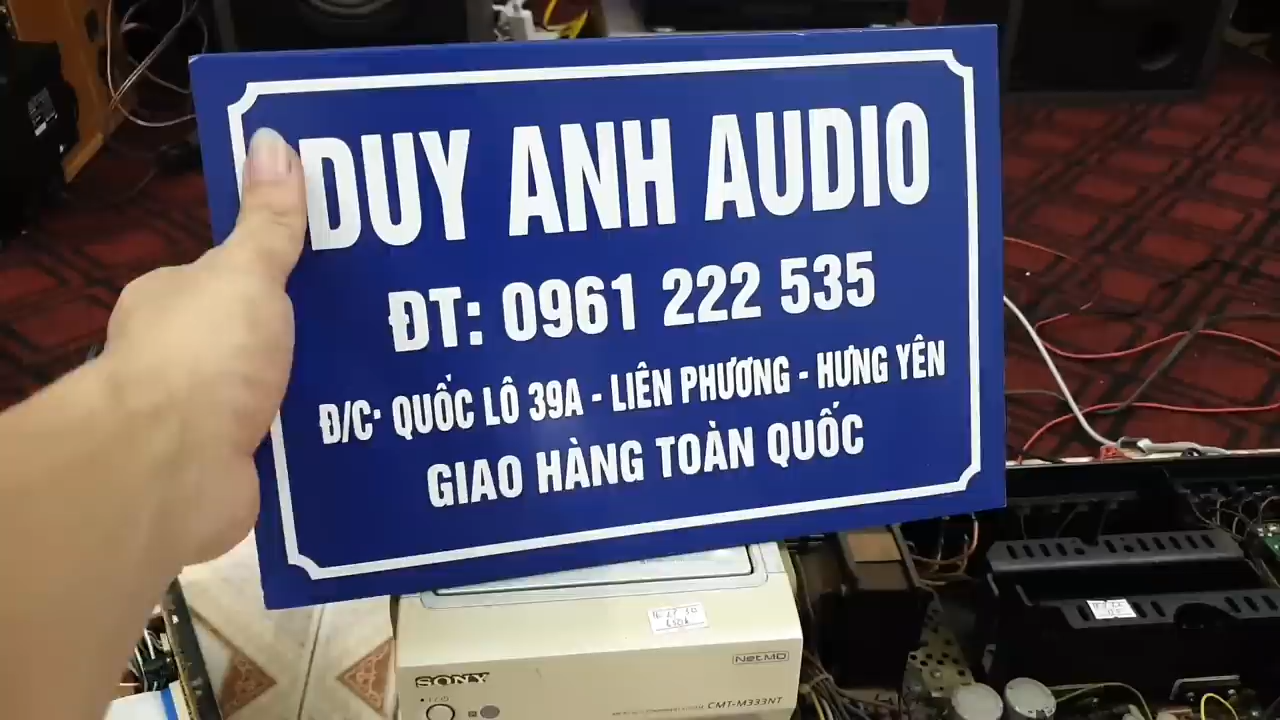 DUY ANH AUDIO
ĐT: 0961 222 535
Đ/C: QUỐC LÔ 39A - LIÊN PHƯƠNG - HƯNG YÊN
GIAO HÀNG TOÀN QUỐC
SONY
NetMD
CMT-M333NT